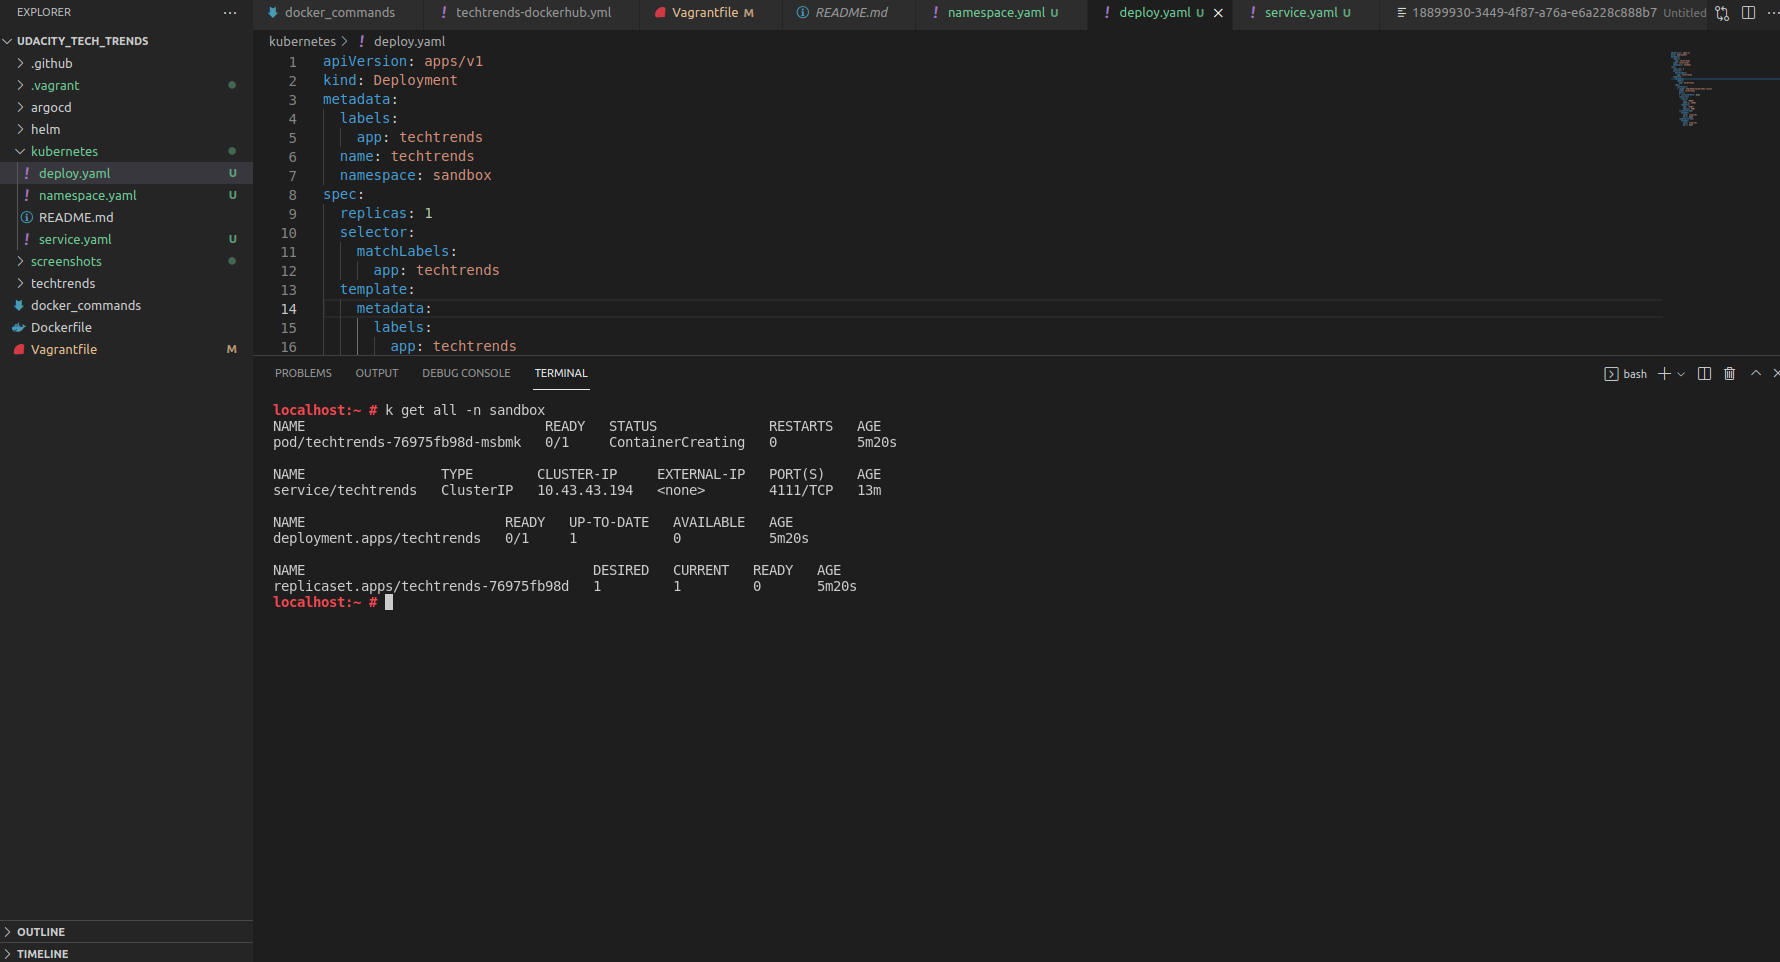 EXPLORER
UDACITY_TECH_TRENDS
.github
.vagrant
argocd
helm
kubernetes
deploy.yaml U
namespace.yaml U
README.md
service.yaml U
screenshots
techtrends
docker_commands
Dockerfile
Vagrantfile M
OUTLINE
TIMELINE
docker_commands techtrends-dockerhub.yml Vagrantfile M README.md namespace.yaml U deploy.yaml U service.yaml U 18899930-3449-4f87-a76a-e6a228c888b7 Untitled
kubernetes > deploy.yaml
1 apiVersion: apps/v1
2 kind: Deployment
3 metadata:
4 labels:
5 app: techtrends
6 name: techtrends
7 namespace: sandbox
8 spec:
9 replicas: 1
10 selector:
11 matchLabels:
12 app: techtrends
13 template:
14 metadata:
15 labels:
16 app: techtrends
PROBLEMS OUTPUT DEBUG CONSOLE TERMINAL bash
localhost:~ # k get all -n sandbox
NAME READY STATUS RESTARTS AGE
pod/techtrends-76975fb98d-msbmk 0/1 ContainerCreating 0 5m20s
NAME TYPE CLUSTER-IP EXTERNAL-IP PORT(S) AGE
service/techtrends ClusterIP 10.43.43.194 <none> 4111/TCP 13m
NAME READY UP-TO-DATE AVAILABLE AGE
deployment.apps/techtrends 0/1 1 0 5m20s
NAME DESIRED CURRENT READY AGE
replicaset.apps/techtrends-76975fb98d 1 1 0 5m20s
localhost:~ #